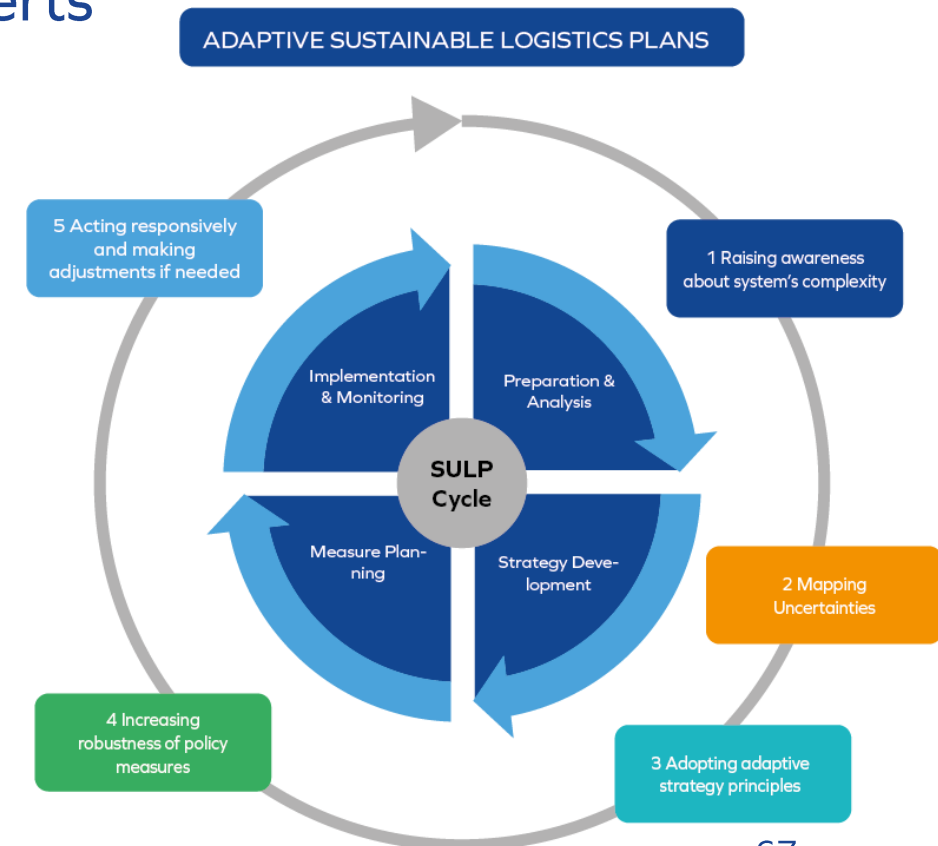 erts
ADAPTIVE SUSTAINABLE LOGISTICS PLANS
5 Acting responsively
and making
adjustments if needed
1 Raising awareness
about system's complexity
Implementation
& Monitoring
Preparation &
Analysis
SULP
Cycle
Measure Plan-
ning
Strategy Deve-
lopment
2 Mapping
Uncertainties
4 Increasing
robustness of policy
measures
3 Adopting adaptive
strategy principles